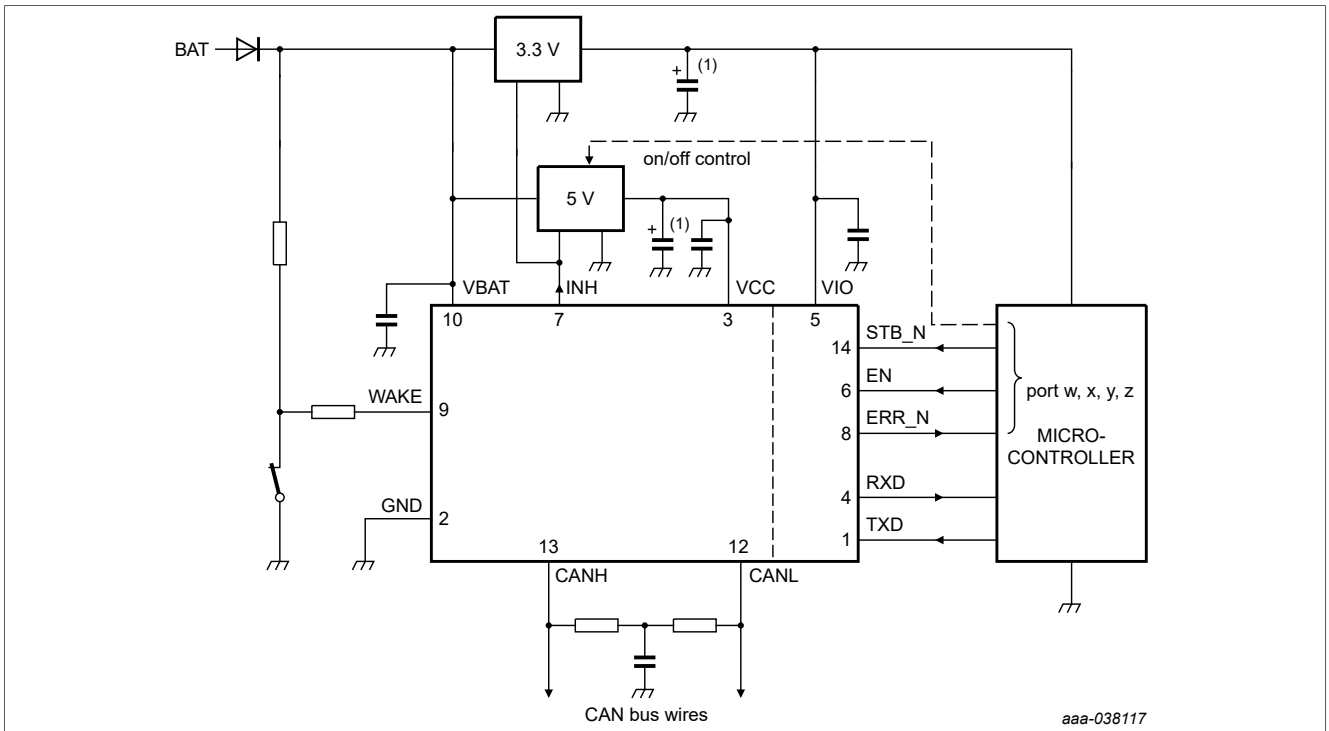 BAT
3.3 V
+ (1)
on/off control
5 V
+ (1)
VBAT
INH
VCC
VIO
10
7
3
5
STB_N
14
EN
6
port w, x, y, z
WAKE
9
ERR_N
8
MICRO-
CONTROLLER
RXD
4
GND
2
TXD
1
13
12
CANH
CANL
CAN bus wires
aaa-038117